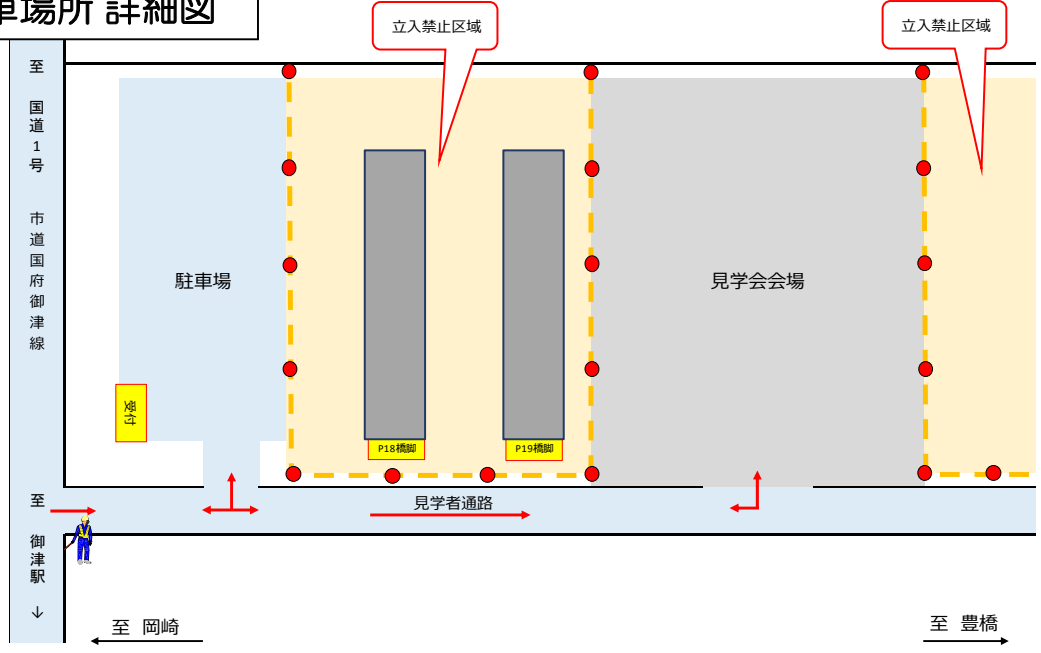 車場所 詳細図
立入禁止区域
立入禁止区域
至 国道1号
市道国府御津線
駐車場
見学会会場
受付
P18橋脚
P19橋脚
見学者通路
至 御津駅 ↓
至 岡崎
至 豊橋